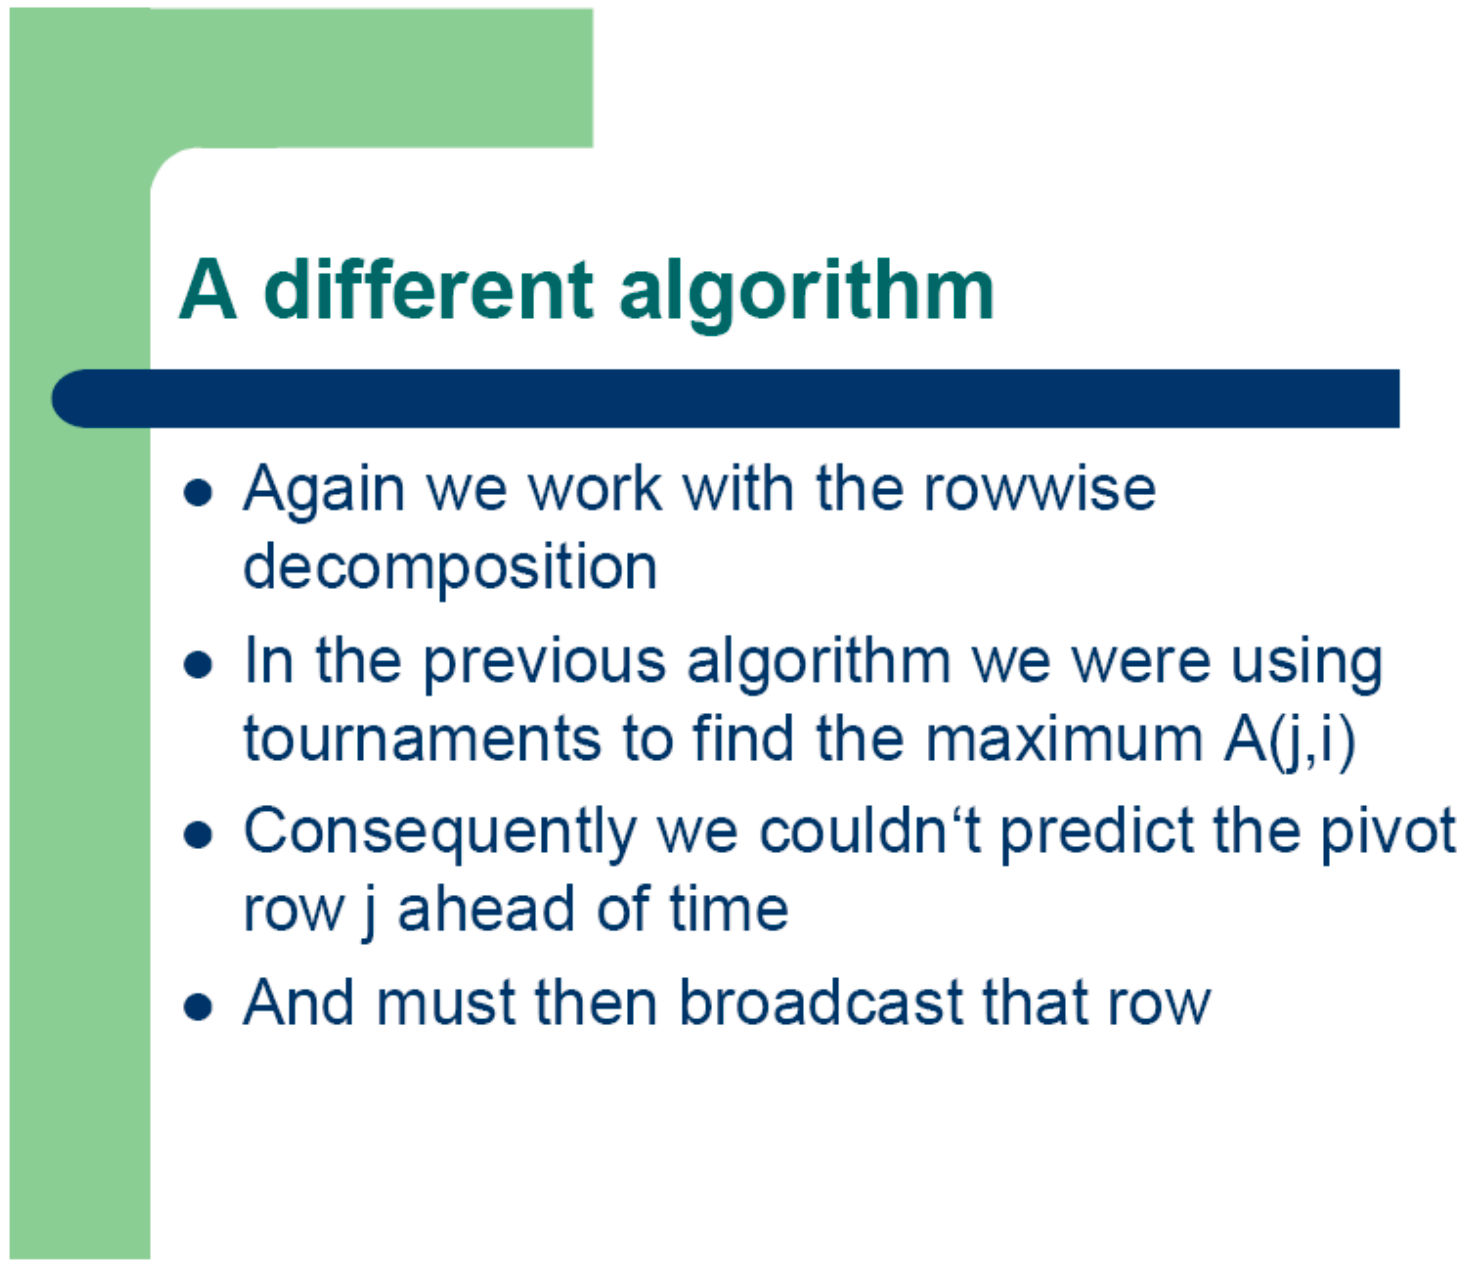 A different algorithm
● Again we work with the rowwise
decomposition
● In the previous algorithm we were using
tournaments to find the maximum A(j,i)
● Consequently we couldn‘t predict the pivot
row j ahead of time
● And must then broadcast that row